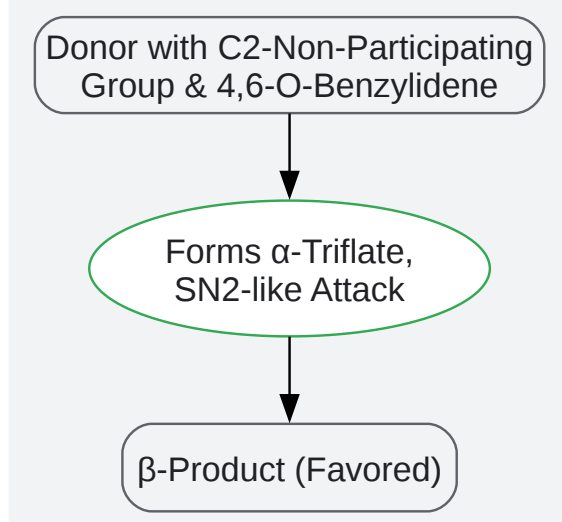 Donor with C2-Non-Participating
Group & 4,6-O-Benzylidene
Forms α-Triflate,
SN2-like Attack
β-Product (Favored)